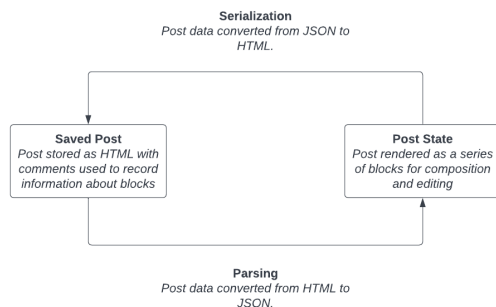 Serialization
Post data converted from JSON to
HTML.
Saved Post
Post stored as HTML with
comments used to record
information about blocks
Post State
Post rendered as a series
of blocks for composition
and editing
Parsing
Post data converted from HTML to
JSON.